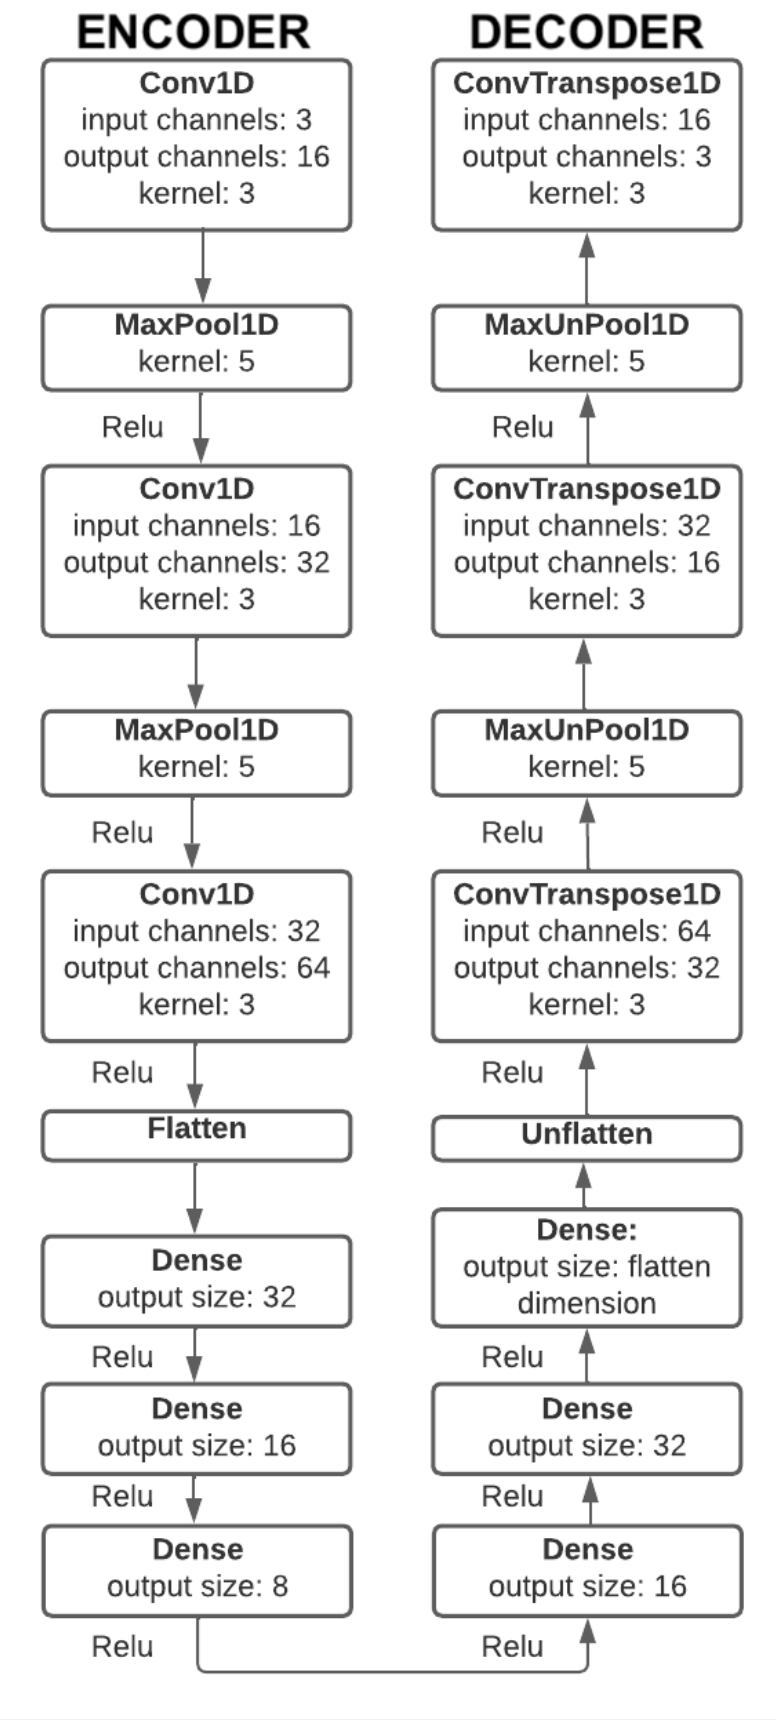 ENCODER
Conv1D
input channels: 3
output channels: 16
kernel: 3
MaxPool1D
kernel: 5
Relu
Conv1D
input channels: 16
output channels: 32
kernel: 3
MaxPool1D
kernel: 5
Relu
Conv1D
input channels: 32
output channels: 64
kernel: 3
Relu
Flatten
Dense
output size: 32
Relu
Dense
output size: 16
Relu
Dense
output size: 8
Relu
DECODER
ConvTranspose1D
input channels: 16
output channels: 3
kernel: 3
MaxUnPool1D
kernel: 5
Relu
ConvTranspose1D
input channels: 32
output channels: 16
kernel: 3
MaxUnPool1D
kernel: 5
Relu
ConvTranspose1D
input channels: 64
output channels: 32
kernel: 3
Relu
Unflatten
Dense:
output size: flatten
dimension
Relu
Dense
output size: 32
Relu
Dense
output size: 16
Relu